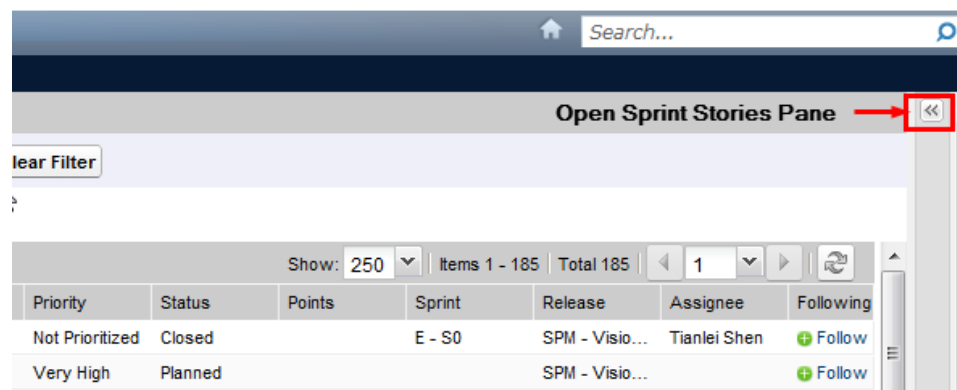 Search...
Open Sprint Stories Pane
lear Filter
Show: 250 Items 1 - 185 Total 185 1
Priority Status Points Sprint Release Assignee Following
Not Prioritized Closed E - S0 SPM - Visio... Tianlei Shen Follow
Very High Planned SPM - Visio... Follow